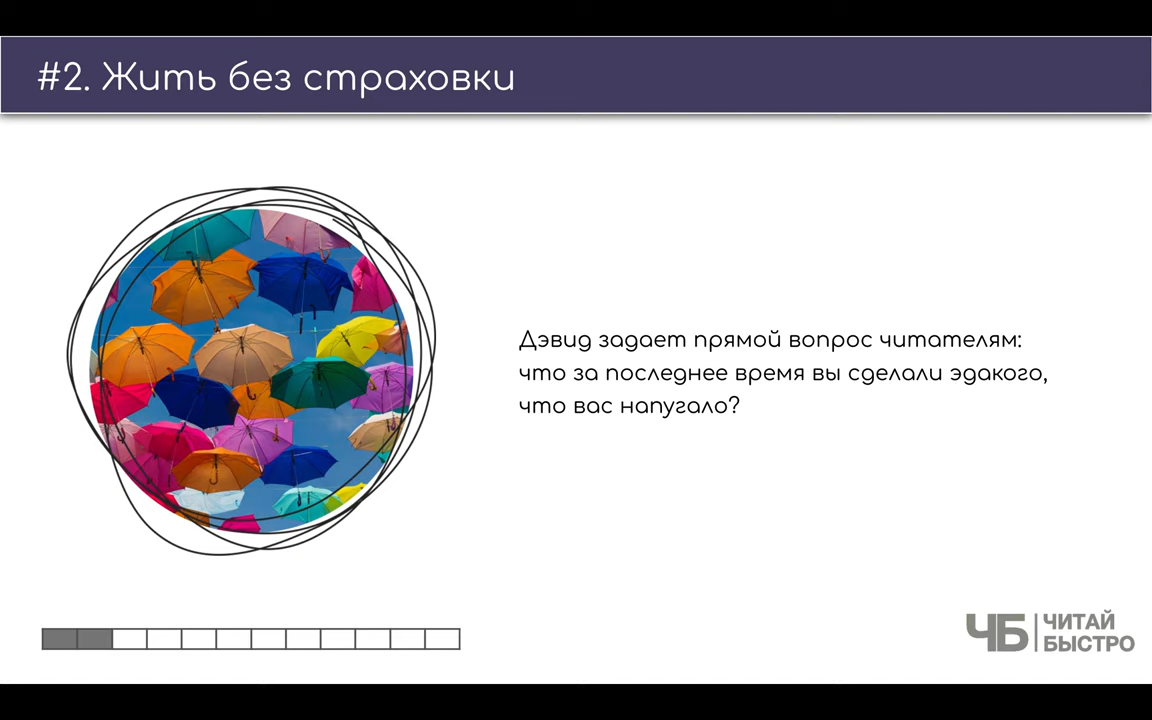 #2. Жить без страховки
Дэвид задает прямой вопрос читателям:
что за последнее время вы сделали эдакого,
что вас напугало?
ЧБ
ЧИТАЙ
БЫСТРО